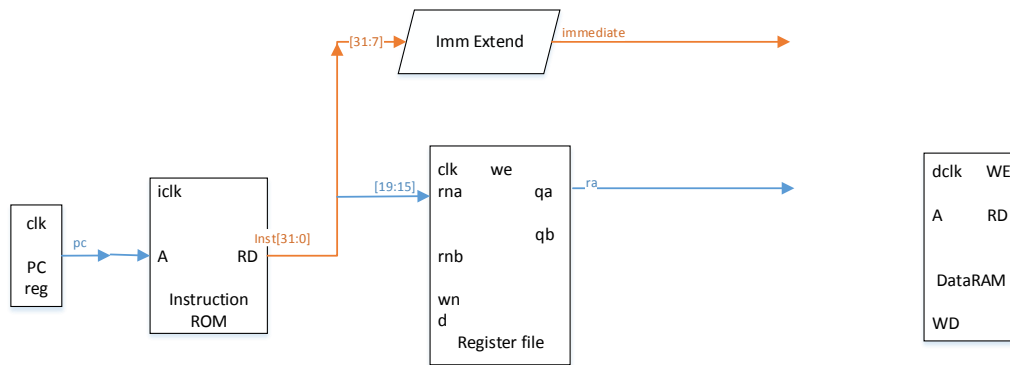 [31:7]
Imm Extend
immediate
clk
PC
reg
pc
iclk
A
RD
Instruction
ROM
Inst[31:0]
[19:15]
clk we
rna qa
qb
rnb
wn
d
Register file
ra
dclk WE
A RD
DataRAM
WD